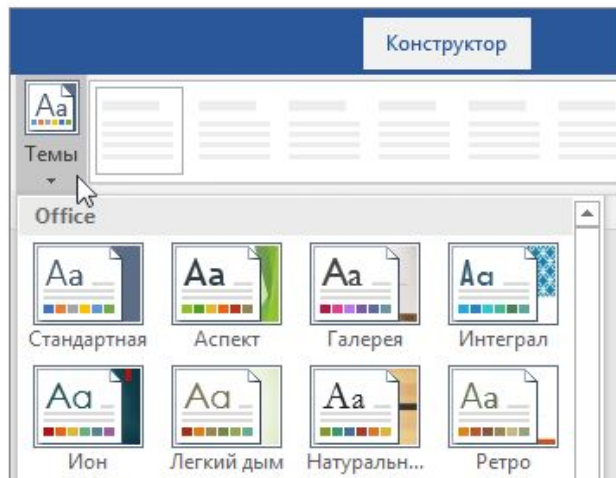 Конструктор
Aa
Темы
Office
Aa Aa Aa Aa
Стандартная Аспект Галерея Интеграл
Aa Aa Aa Aa
Ион Легкий дым Натуральн... Ретро